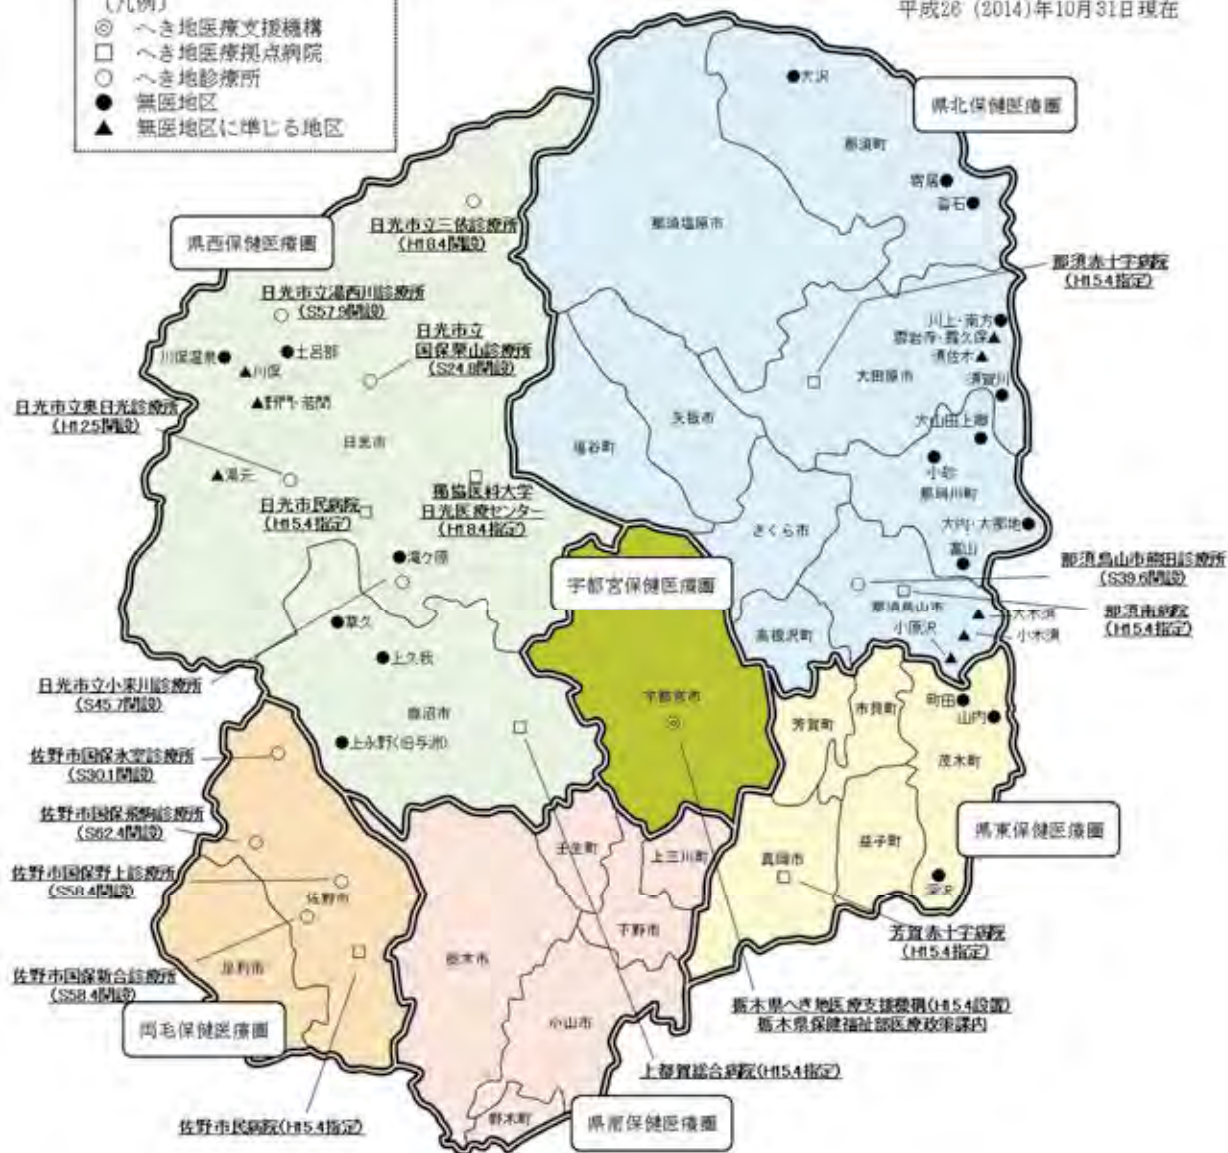 (凡例)
◎ へき地医療支援機構
□ へき地医療拠点病院
○ へき地診療所
● 無医地区
▲ 無医地区に準じる地区
平成26(2014)年10月31日現在
県北保健医療圏
大沢
那須町
寄居
蓑石
那須塩原市
県西保健医療圏
日光市立三依診療所
(H18.4開設)
那須赤十字病院
(H15.4指定)
日光市立湯西川診療所
(S57.9開設)
日光市立
国保栗山診療所
(S24.8開設)
川俣温泉
土呂部
川俣
野門・若間
川上・南方
雲岩寺・露久保
須佐木
大田原市
須賀川
日光市立奥日光診療所
(H12.5開設)
日光市
矢板市
塩谷町
大山田上郷
小砂
那珂川町
湯元
日光市民病院
(H15.4指定)
獨協医科大学
日光医療センター
(H18.4指定)
さくら市
大内・大那地
富山
滝ケ原
宇都宮保健医療圏
那須烏山市熊田診療所
(S39.6開設)
那須烏山市
那須南病院
(H15.4指定)
草久
高根沢町
小原沢
大木須
小木須
上久我
日光市立小来川診療所
(S45.7開設)
鹿沼市
宇都宮市
芳賀町
市貝町
町田
山内
上永野(旧与洲)
茂木町
佐野市国保氷室診療所
(S30.1開設)
佐野市国保飛駒診療所
(S62.4開設)
県東保健医療圏
壬生町
上三川町
真岡市
益子町
深沢
佐野市国保野上診療所
(S58.4開設)
佐野市
下野市
芳賀赤十字病院
(H15.4指定)
佐野市国保新合診療所
(S58.4開設)
足利市
栃木市
両毛保健医療圏
小山市
栃木県へき地医療支援機構(H15.4設置)
栃木県保健福祉部医療政策課内
上都賀総合病院(H15.4指定)
佐野市民病院(H15.4指定)
野木町
県南保健医療圏